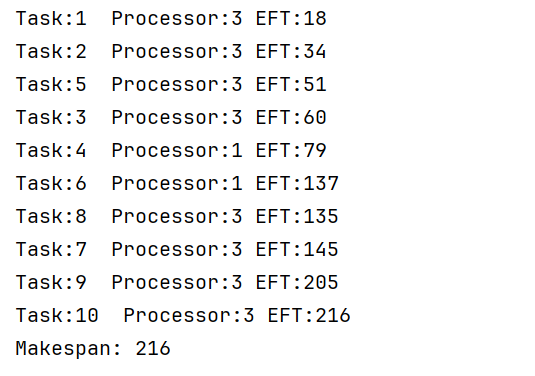 Task:1  Processor:3 EFT:18
Task:2  Processor:3 EFT:34
Task:5  Processor:3 EFT:51
Task:3  Processor:3 EFT:60
Task:4  Processor:1 EFT:79
Task:6  Processor:1 EFT:137
Task:8  Processor:3 EFT:135
Task:7  Processor:3 EFT:145
Task:9  Processor:3 EFT:205
Task:10  Processor:3 EFT:216
Makespan: 216